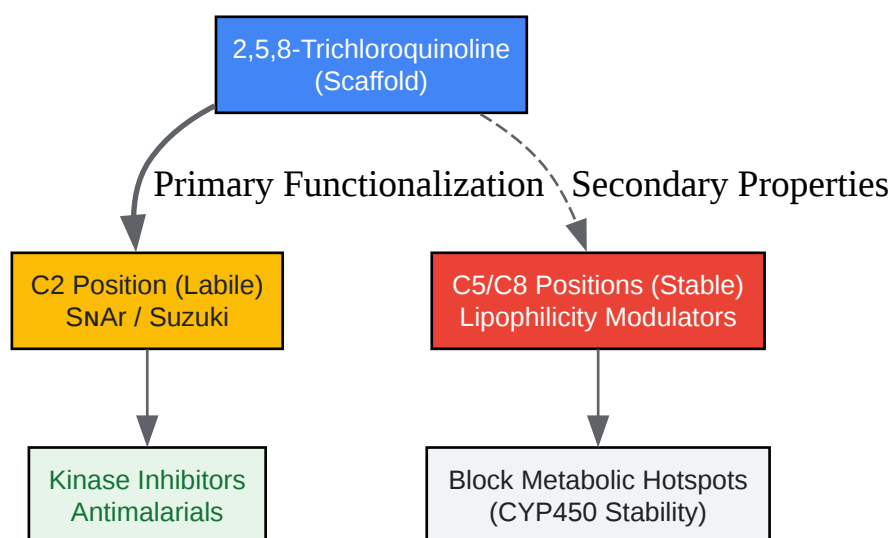 2,5,8-Trichloroquinoline
(Scaffold)
Primary Functionalization
Secondary Properties
C2 Position (Labile)
SɴAr / Suzuki
C5/C8 Positions (Stable)
Lipophilicity Modulators
Kinase Inhibitors
Antimalarials
Block Metabolic Hotspots
(CYP450 Stability)